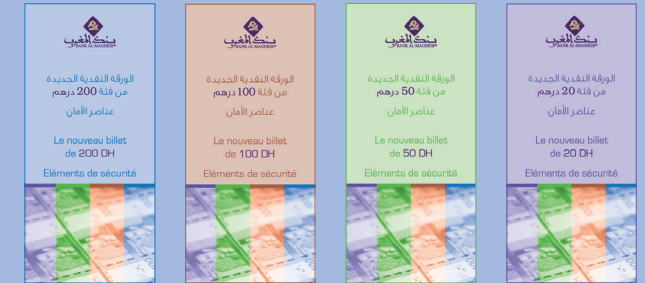 بنك المغرب
BANK AL-MAGHRIB
الورقة النقدية الجديدة
من فئة 200 درهم
عناصر الأمان
Le nouveau billet
de 200 DH
Eléments de sécurité
بنك المغرب
BANK AL-MAGHRIB
الورقة النقدية الجديدة
من فئة 100 درهم
عناصر الأمان
Le nouveau billet
de 100 DH
Eléments de sécurité
بنك المغرب
BANK AL-MAGHRIB
الورقة النقدية الجديدة
من فئة 50 درهم
عناصر الأمان
Le nouveau billet
de 50 DH
Eléments de sécurité
بنك المغرب
BANK AL-MAGHRIB
الورقة النقدية الجديدة
من فئة 20 درهم
عناصر الأمان
Le nouveau billet
de 20 DH
Eléments de sécurité